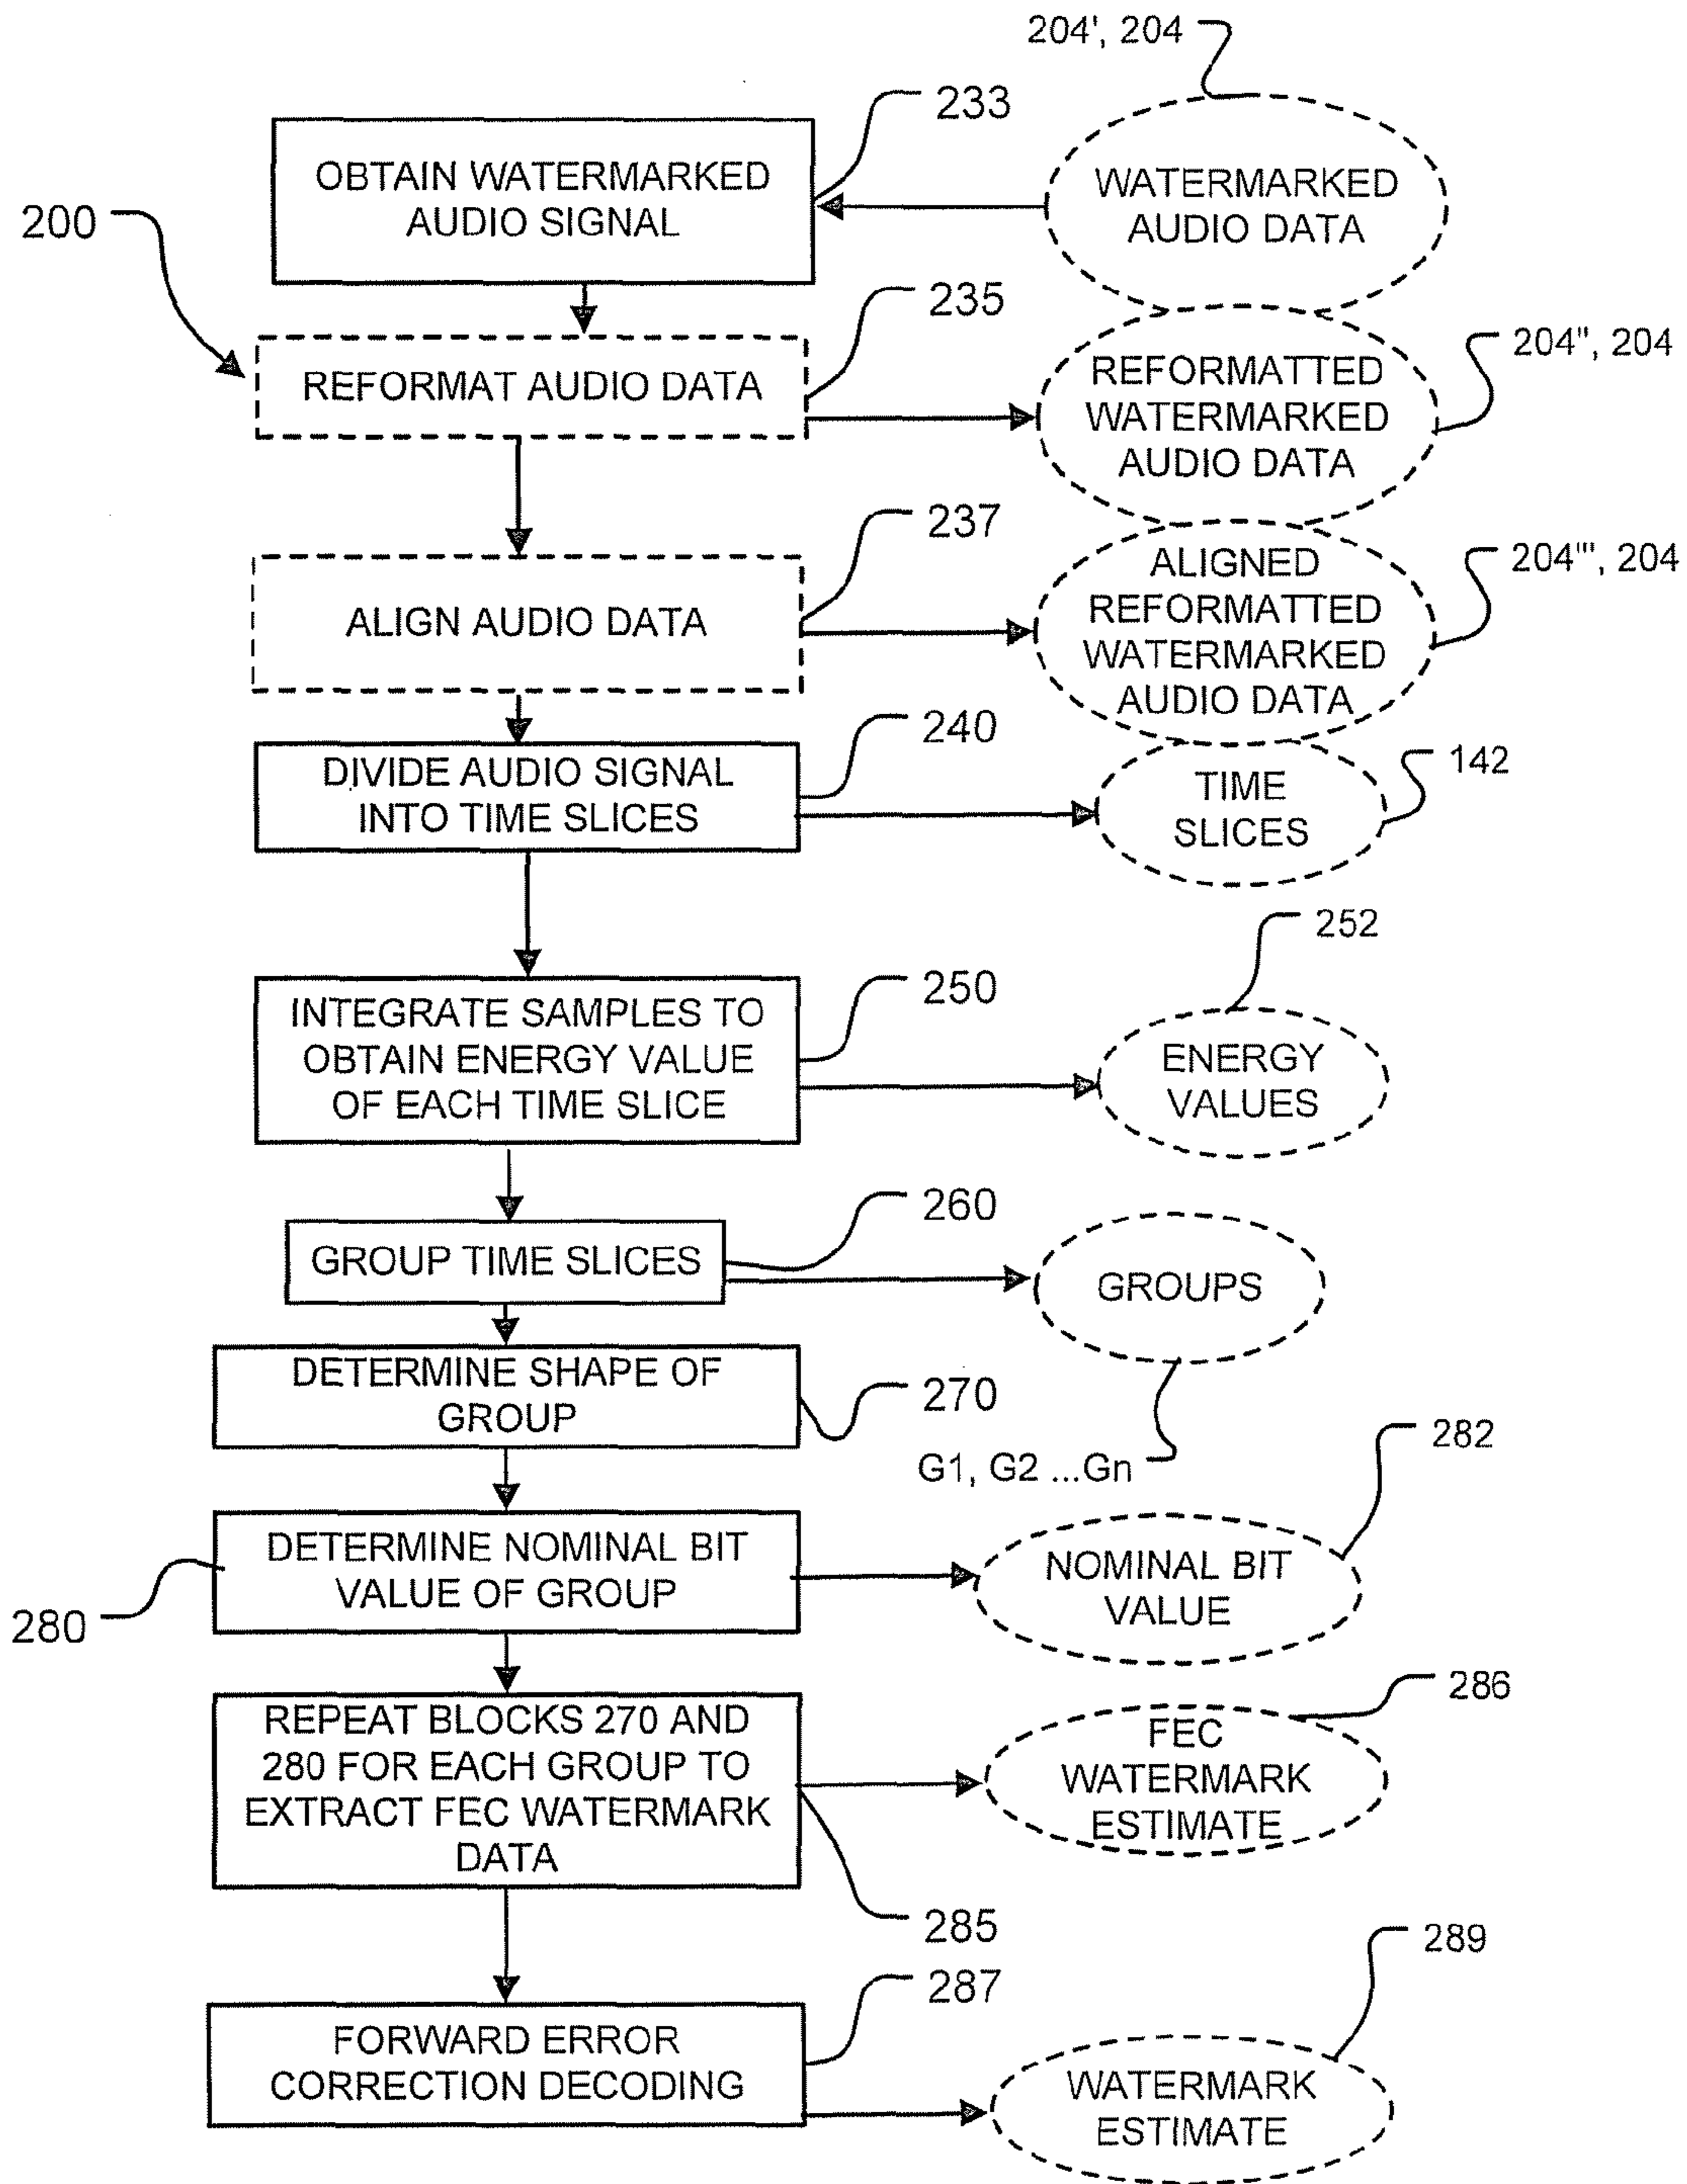 204', 204
233
OBTAIN WATERMARKED
AUDIO SIGNAL
WATERMARKED
AUDIO DATA
200
235
REFORMAT AUDIO DATA
REFORMATTED
WATERMARKED
AUDIO DATA
204", 204
237
ALIGN AUDIO DATA
ALIGNED
REFORMATTED
WATERMARKED
AUDIO DATA
204''', 204
240
DIVIDE AUDIO SIGNAL
INTO TIME SLICES
TIME
SLICES
142
252
250
INTEGRATE SAMPLES TO
OBTAIN ENERGY VALUE
OF EACH TIME SLICE
ENERGY
VALUES
260
GROUP TIME SLICES
GROUPS
DETERMINE SHAPE OF
GROUP
270
G1, G2 ...Gn
282
DETERMINE NOMINAL BIT
VALUE OF GROUP
280
NOMINAL BIT
VALUE
286
REPEAT BLOCKS 270 AND
280 FOR EACH GROUP TO
EXTRACT FEC WATERMARK
DATA
FEC
WATERMARK
ESTIMATE
285
289
287
FORWARD ERROR
CORRECTION DECODING
WATERMARK
ESTIMATE